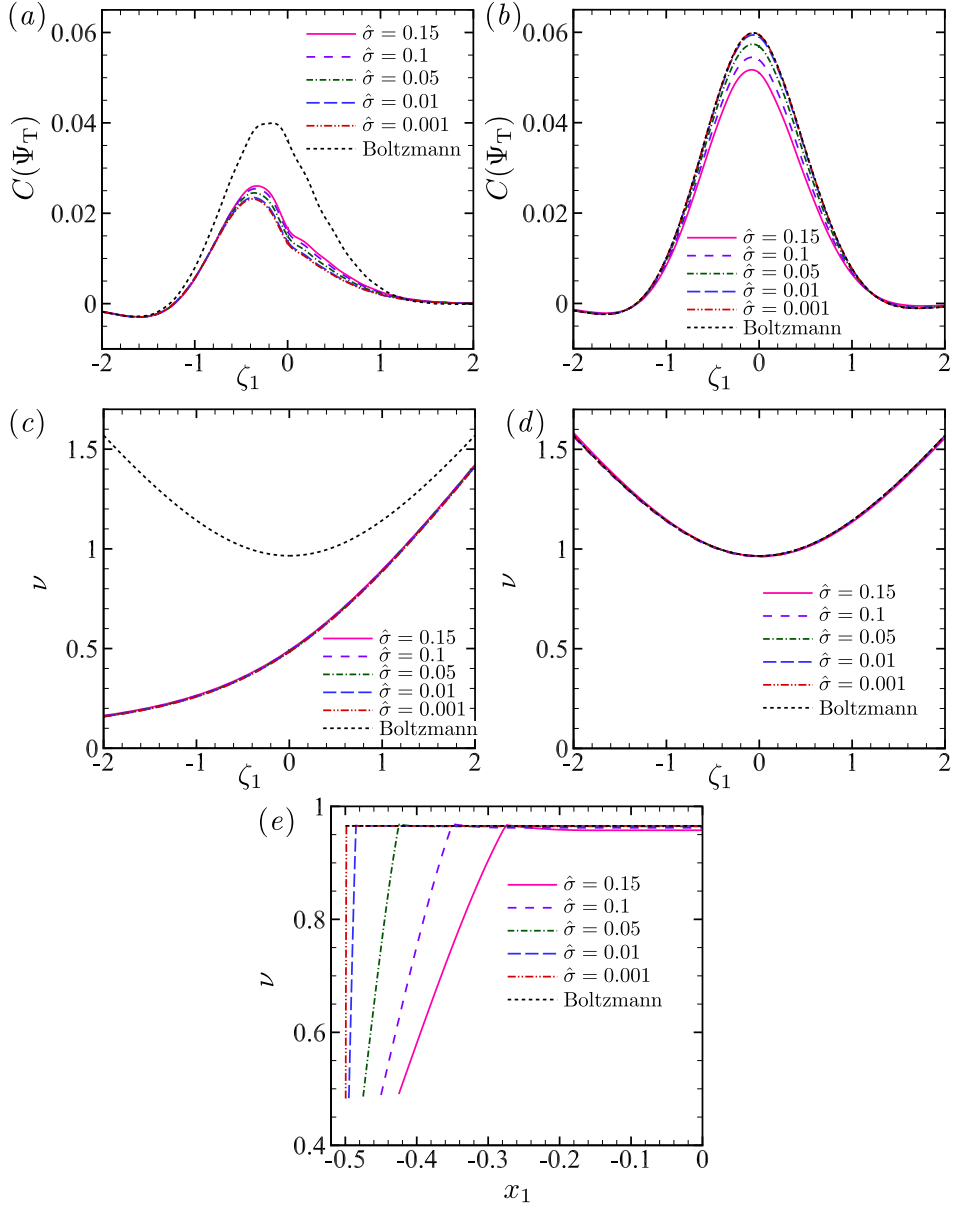 (a)
0.06
0.04
0.02
0
C(Ψ_T)
-2 -1 0 1 2
ζ₁
σ̂ = 0.15
σ̂ = 0.1
σ̂ = 0.05
σ̂ = 0.01
σ̂ = 0.001
Boltzmann
(b)
0.06
0.04
0.02
0
C(Ψ_T)
-2 -1 0 1 2
ζ₁
σ̂ = 0.15
σ̂ = 0.1
σ̂ = 0.05
σ̂ = 0.01
σ̂ = 0.001
Boltzmann
(c)
1.5
1
0.5
0
ν
-2 -1 0 1 2
ζ₁
σ̂ = 0.15
σ̂ = 0.1
σ̂ = 0.05
σ̂ = 0.01
σ̂ = 0.001
Boltzmann
(d)
1.5
1
0.5
0
ν
-2 -1 0 1 2
ζ₁
σ̂ = 0.15
σ̂ = 0.1
σ̂ = 0.05
σ̂ = 0.01
σ̂ = 0.001
Boltzmann
(e)
1
0.8
0.6
0.4
ν
-0.5 -0.4 -0.3 -0.2 -0.1 0
x₁
σ̂ = 0.15
σ̂ = 0.1
σ̂ = 0.05
σ̂ = 0.01
σ̂ = 0.001
Boltzmann